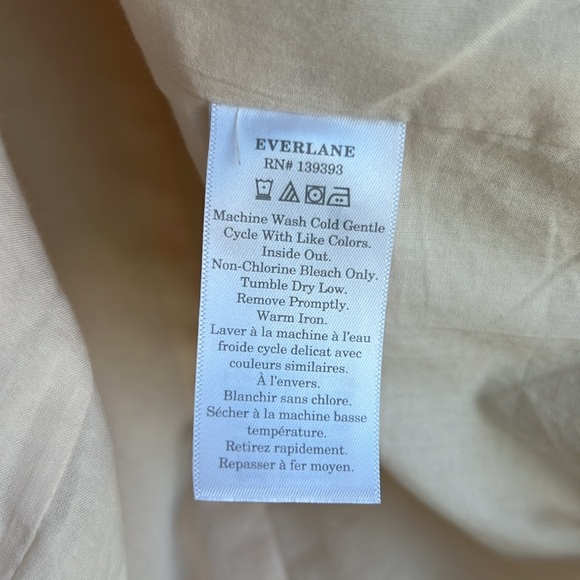 EVERLANE
RN# 139393
Machine Wash Cold Gentle
Cycle With Like Colors.
Inside Out.
Non-Chlorine Bleach Only.
Tumble Dry Low.
Remove Promptly.
Warm Iron.
Laver à la machine à l'eau
froide cycle delicat avec
couleurs similaires.
À l'envers.
Blanchir sans chlore.
Sécher à la machine basse
température.
Retirez rapidement.
Repasser à fer moyen.